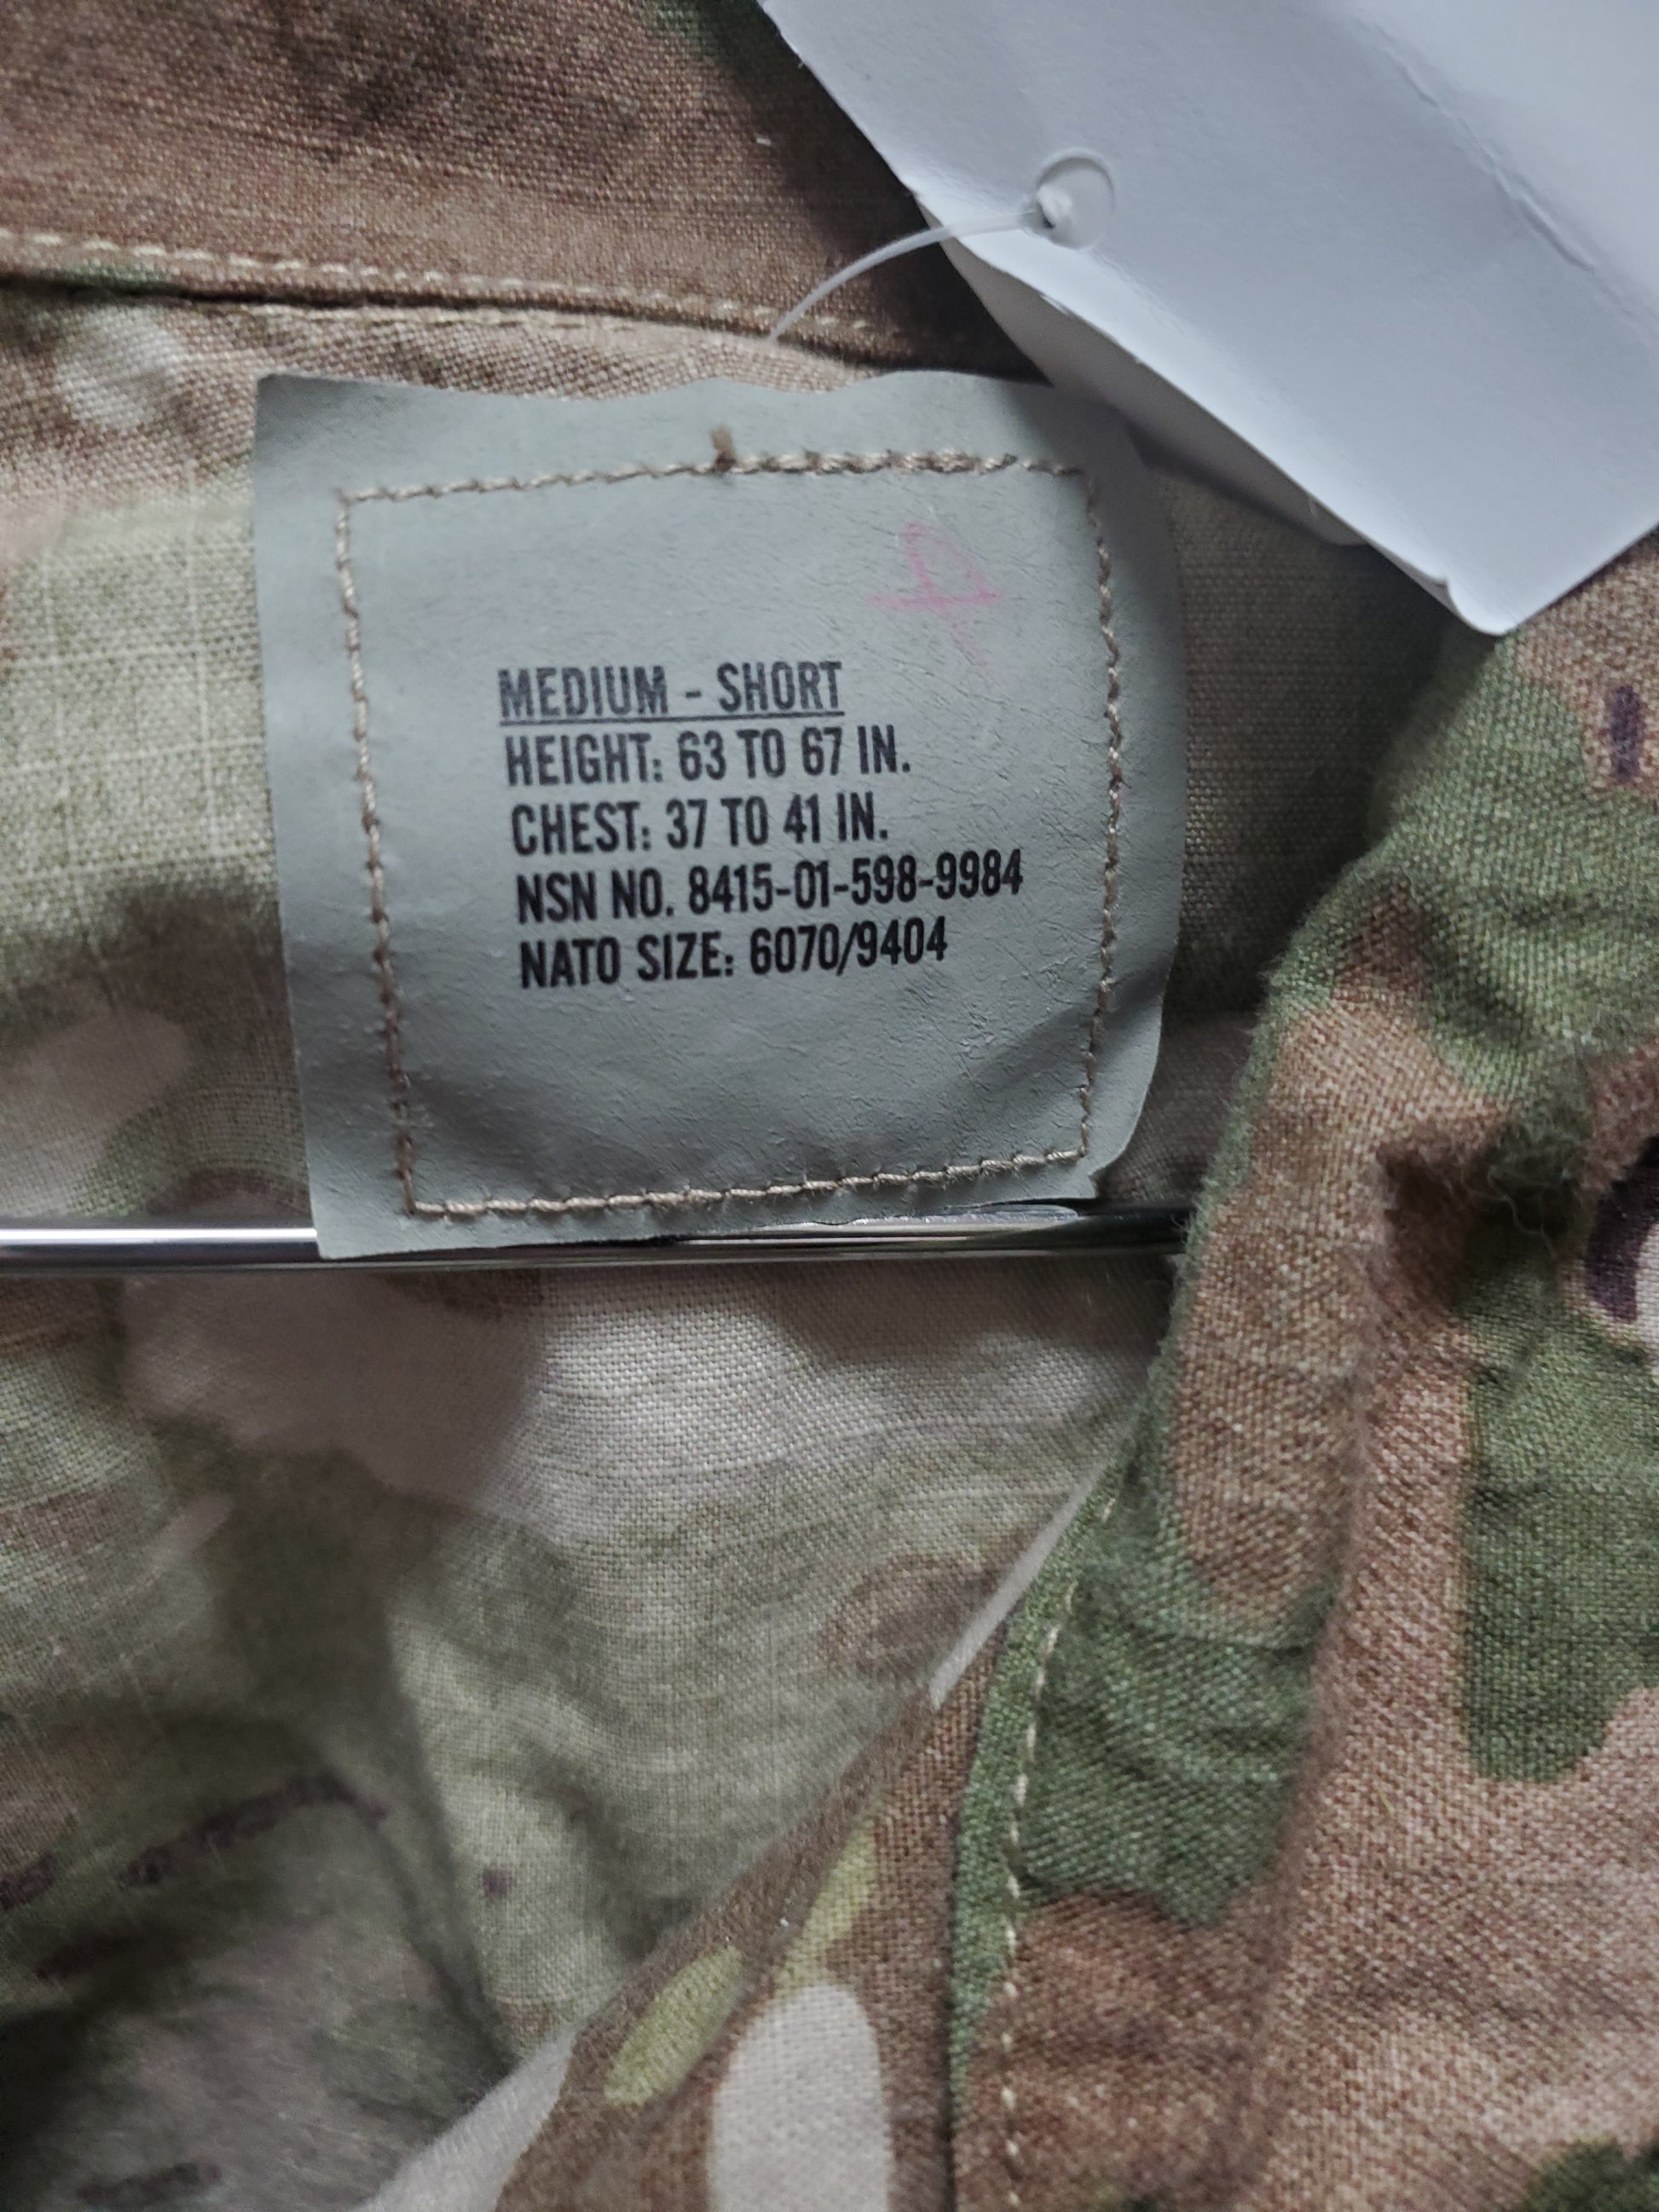 MEDIUM - SHORT
HEIGHT: 63 TO 67 IN.
CHEST: 37 TO 41 IN.
NSN NO. 8415-01-598-9984
NATO SIZE: 6070/9404